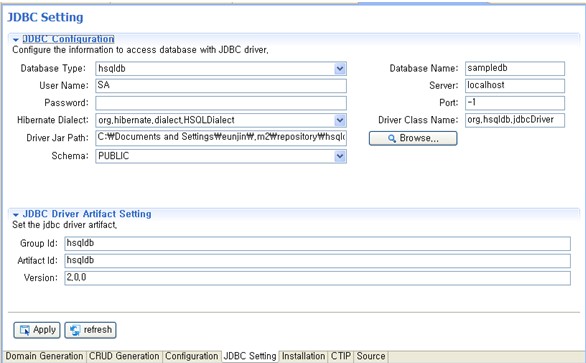 JDBC Setting
JDBC Configuration
Configure the information to access database with JDBC driver,
Database Type: hsqldb Database Name: sampledb
User Name: SA Server: localhost
Password: Port: -1
Hibernate Dialect: org,hibernate,dialect,HSQLDialect Driver Class Name: org,hsqldb,jdbcDriver
Driver Jar Path: C:₩Documents and Settings₩eunjin₩,m2₩repository₩hsqlc Browse,,,
Schema: PUBLIC
JDBC Driver Artifact Setting
Set the jdbc driver artifact,
Group Id: hsqldb
Artifact Id: hsqldb
Version: 2,0,0
Apply refresh
Domain Generation CRUD Generation Configuration JDBC Setting Installation CTIP Source